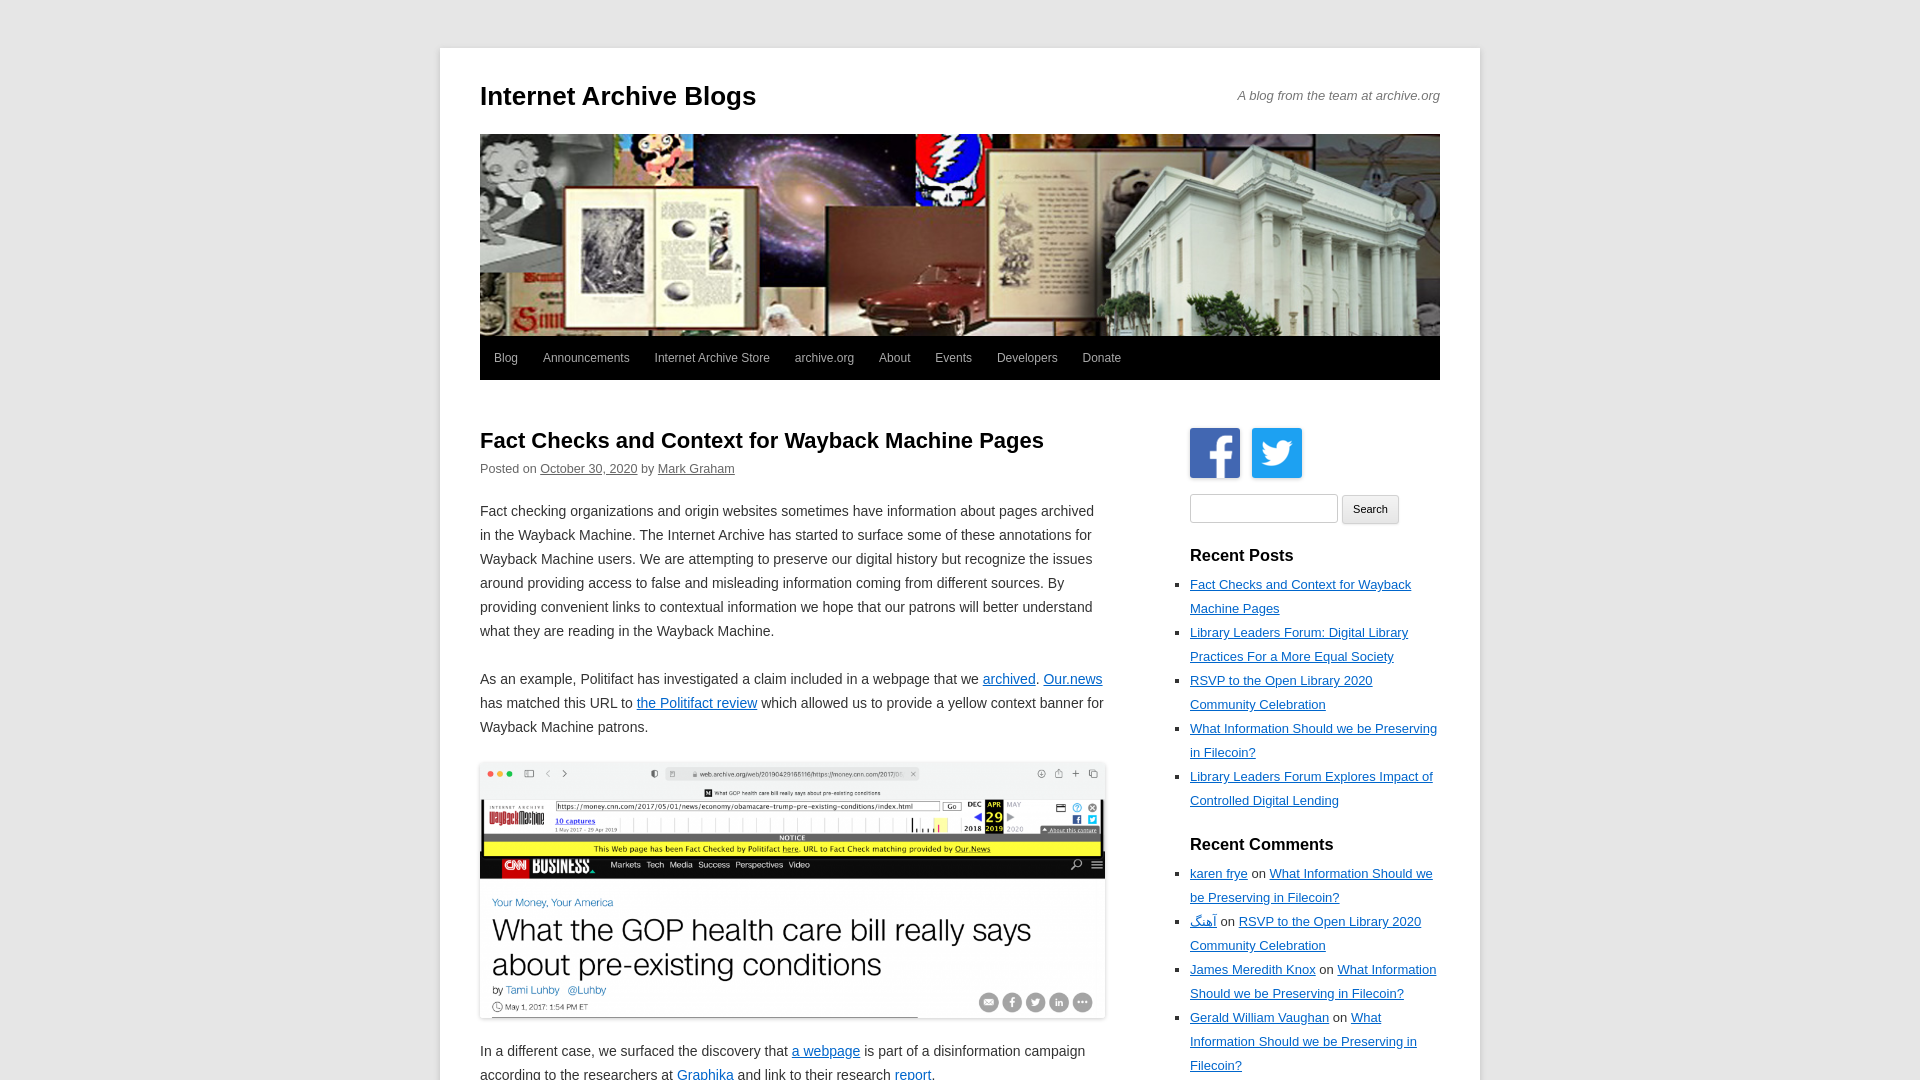 Internet Archive Blogs
A blog from the team at archive.org
Blog Announcements Internet Archive Store archive.org About Events Developers Donate
Fact Checks and Context for Wayback Machine Pages
Posted on October 30, 2020 by Mark Graham
Fact checking organizations and origin websites sometimes have information about pages archived
in the Wayback Machine. The Internet Archive has started to surface some of these annotations for
Wayback Machine users. We are attempting to preserve our digital history but recognize the issues
around providing access to false and misleading information coming from different sources. By
providing convenient links to contextual information we hope that our patrons will better understand
what they are reading in the Wayback Machine.
As an example, Politifact has investigated a claim included in a webpage that we archived. Our.news
has matched this URL to the Politifact review which allowed us to provide a yellow context banner for
Wayback Machine patrons.
web.archive.org/web/20190429166116/https://money.cnn.com/2017/0
What GOP health care bill really says about pre-existing conditions
INTERNET ARCHIVE
WayBackMachine
https://money.cnn.com/2017/05/01/news/economy/obamacare-trump-pre-existing-conditions/index.html Go
DEC APR MAY
10 captures
29
1 May 2017 – 29 Apr 2019
2018 2019 2020
About this capture
NOTICE
This Web page has been Fact Checked by Politifact here. URL to Fact Check matching provided by Our.News
CNN BUSINESS Markets Tech Media Success Perspectives Video
Your Money, Your America
What the GOP health care bill really says
about pre-existing conditions
by Tami Luhby @Luhby
May 1, 2017: 1:54 PM ET
In a different case, we surfaced the discovery that a webpage is part of a disinformation campaign
according to the researchers at Graphika and link to their research report.
Search
Recent Posts
Fact Checks and Context for Wayback
Machine Pages
Library Leaders Forum: Digital Library
Practices For a More Equal Society
RSVP to the Open Library 2020
Community Celebration
What Information Should we be Preserving
in Filecoin?
Library Leaders Forum Explores Impact of
Controlled Digital Lending
Recent Comments
karen frye on What Information Should we
be Preserving in Filecoin?
آهنگ on RSVP to the Open Library 2020
Community Celebration
James Meredith Knox on What Information
Should we be Preserving in Filecoin?
Gerald William Vaughan on What
Information Should we be Preserving in
Filecoin?